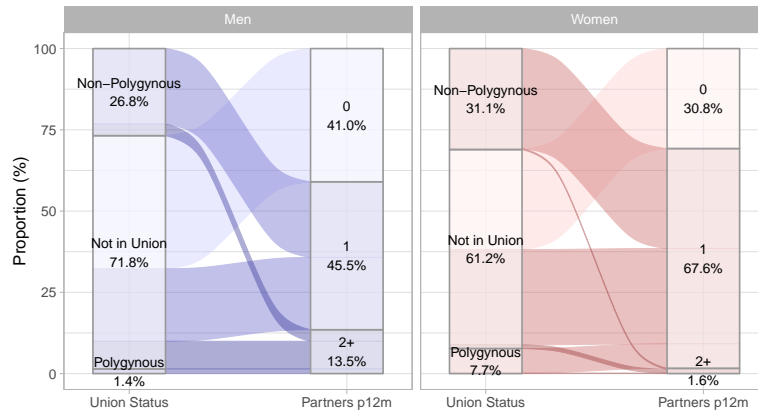 Men
Women
Proportion (%)
100
75
50
25
0
Non−Polygynous
26.8%
Not in Union
71.8%
Polygynous
1.4%
0
41.0%
1
45.5%
2+
13.5%
Non−Polygynous
31.1%
Not in Union
61.2%
Polygynous
7.7%
0
30.8%
1
67.6%
2+
1.6%
Union Status
Partners p12m
Union Status
Partners p12m